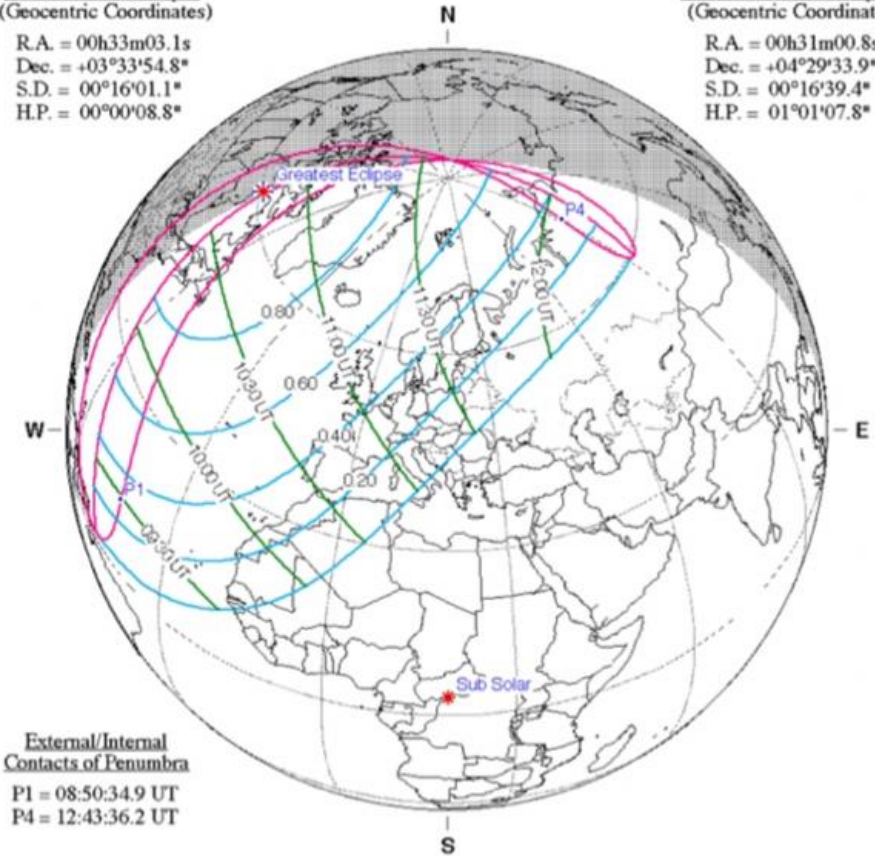 (Geocentric Coordinates)
R.A. = 00h33m03.1s
Dec. = +03°33'54.8"
S.D. = 00°16'01.1"
H.P. = 00°00'08.8"
(Geocentric Coordinat
R.A. = 00h31m00.8s
Dec. = +04°29'33.9"
S.D. = 00°16'39.4"
H.P. = 01°01'07.8"
N
Greatest Eclipse
P4
0.80
11:00 UT
11:30 UT
12:00 UT
0.60
10:30 UT
W
E
0.40
10:00 UT
0.20
P1
09:30 UT
Sub Solar
External/Internal
Contacts of Penumbra
P1 = 08:50:34.9 UT
P4 = 12:43:36.2 UT
S